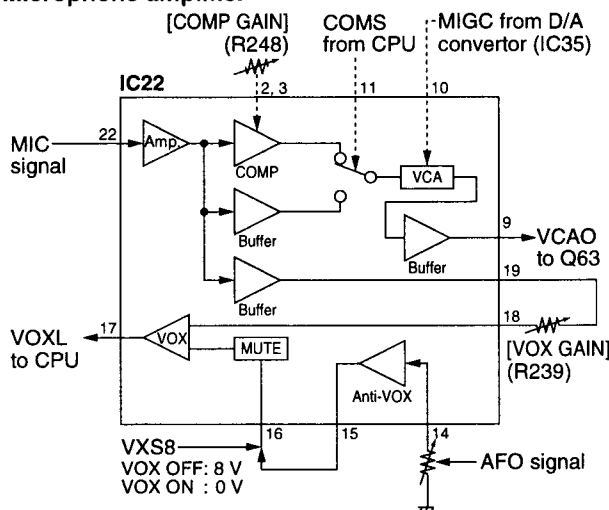 [COMP GAIN]
(R248)
COMS
from CPU
MIGC from D/A
convertor (IC35)
IC22
2, 3
11
10
MIC
signal
22
Amp.
COMP
VCA
Buffer
Buffer
9
VCAO
to Q63
Buffer
19
18
[VOX GAIN]
(R239)
VOXL
to CPU
17
VOX
MUTE
Anti-VOX
16
15
14
VXS8
VOX OFF: 8 V
VOX ON : 0 V
AFO signal